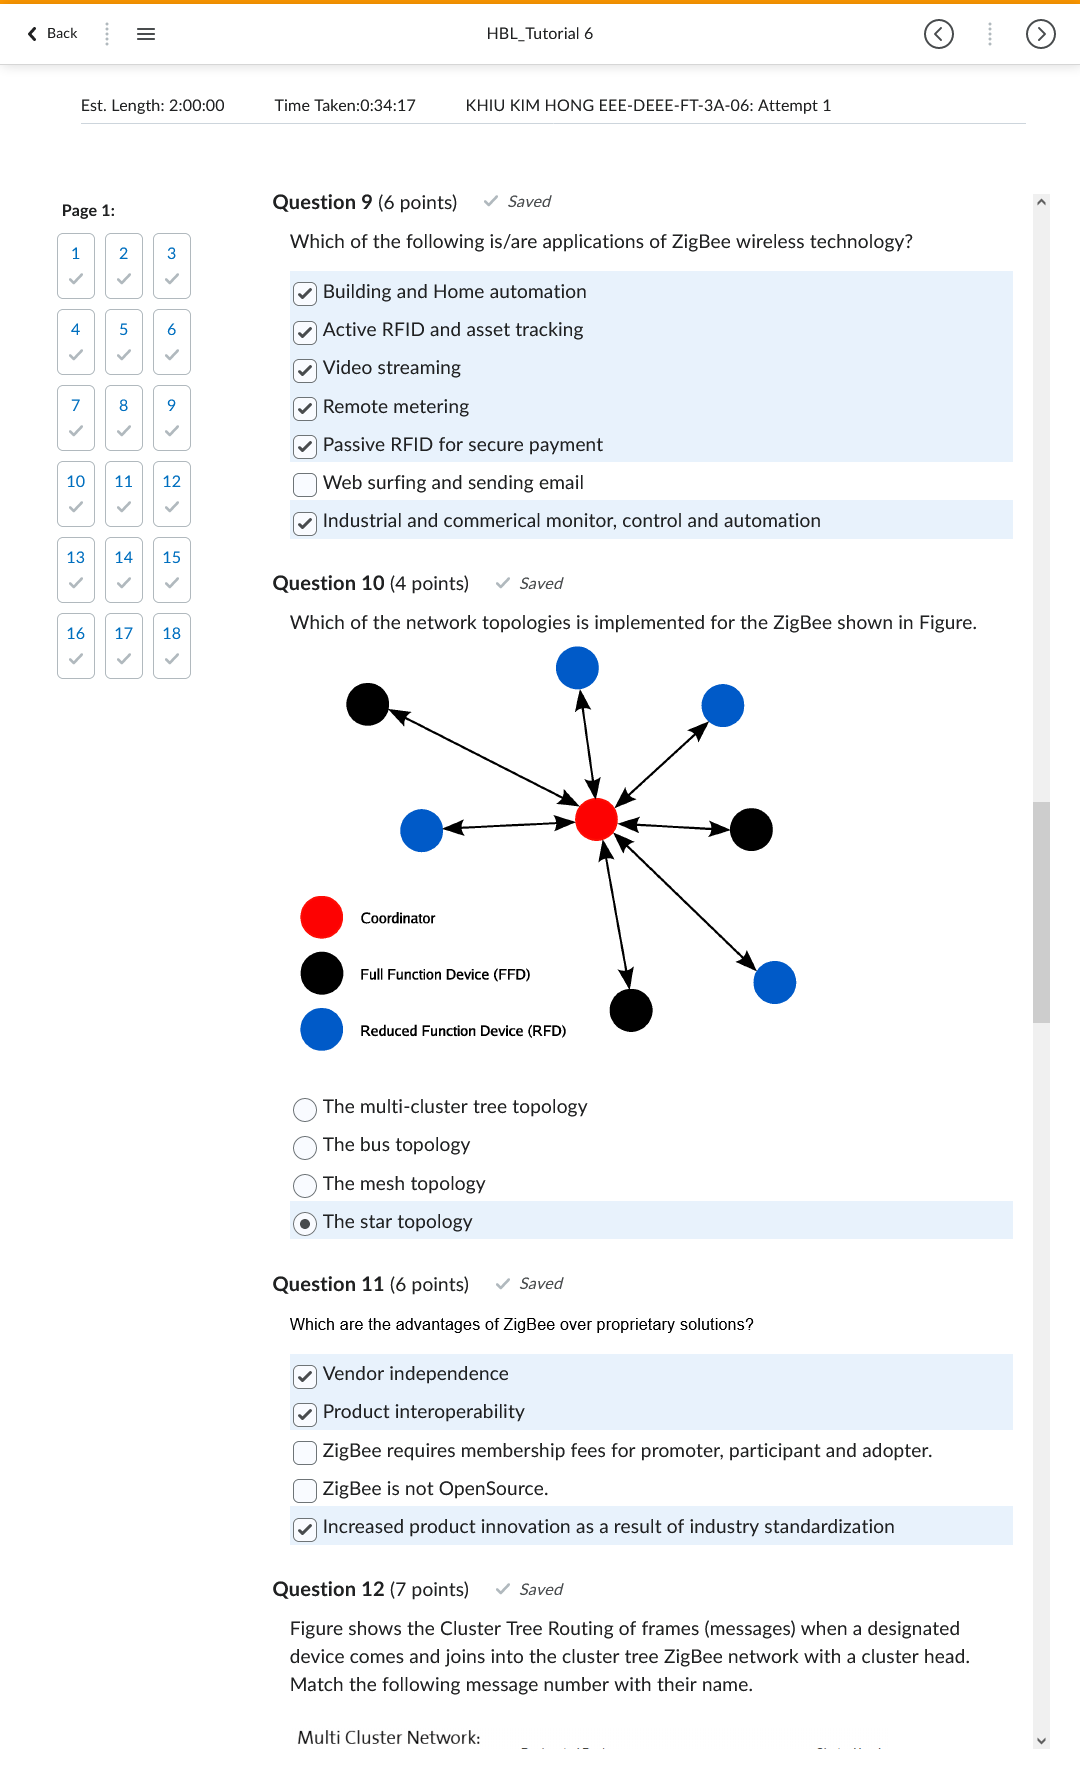 Back
HBL_Tutorial 6
Est. Length: 2:00:00 Time Taken:0:34:17 KHIU KIM HONG EEE-DEEE-FT-3A-06: Attempt 1
Page 1:
1 2 3
4 5 6
7 8 9
10 11 12
13 14 15
16 17 18
Question 9 (6 points) Saved
Which of the following is/are applications of ZigBee wireless technology?
Building and Home automation
Active RFID and asset tracking
Video streaming
Remote metering
Passive RFID for secure payment
Web surfing and sending email
Industrial and commerical monitor, control and automation
Question 10 (4 points) Saved
Which of the network topologies is implemented for the ZigBee shown in Figure.
Coordinator
Full Function Device (FFD)
Reduced Function Device (RFD)
The multi-cluster tree topology
The bus topology
The mesh topology
The star topology
Question 11 (6 points) Saved
Which are the advantages of ZigBee over proprietary solutions?
Vendor independence
Product interoperability
ZigBee requires membership fees for promoter, participant and adopter.
ZigBee is not OpenSource.
Increased product innovation as a result of industry standardization
Question 12 (7 points) Saved
Figure shows the Cluster Tree Routing of frames (messages) when a designated
device comes and joins into the cluster tree ZigBee network with a cluster head.
Match the following message number with their name.
Multi Cluster Network: